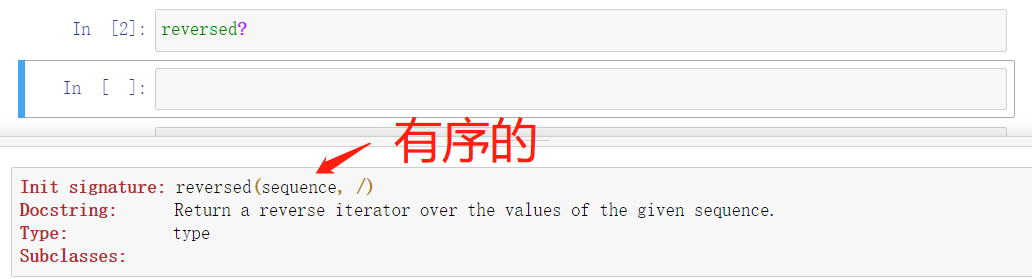 In [2]: reversed?
In [ ]:
有序的
Init signature: reversed(sequence, /)
Docstring: Return a reverse iterator over the values of the given sequence.
Type: type
Subclasses: